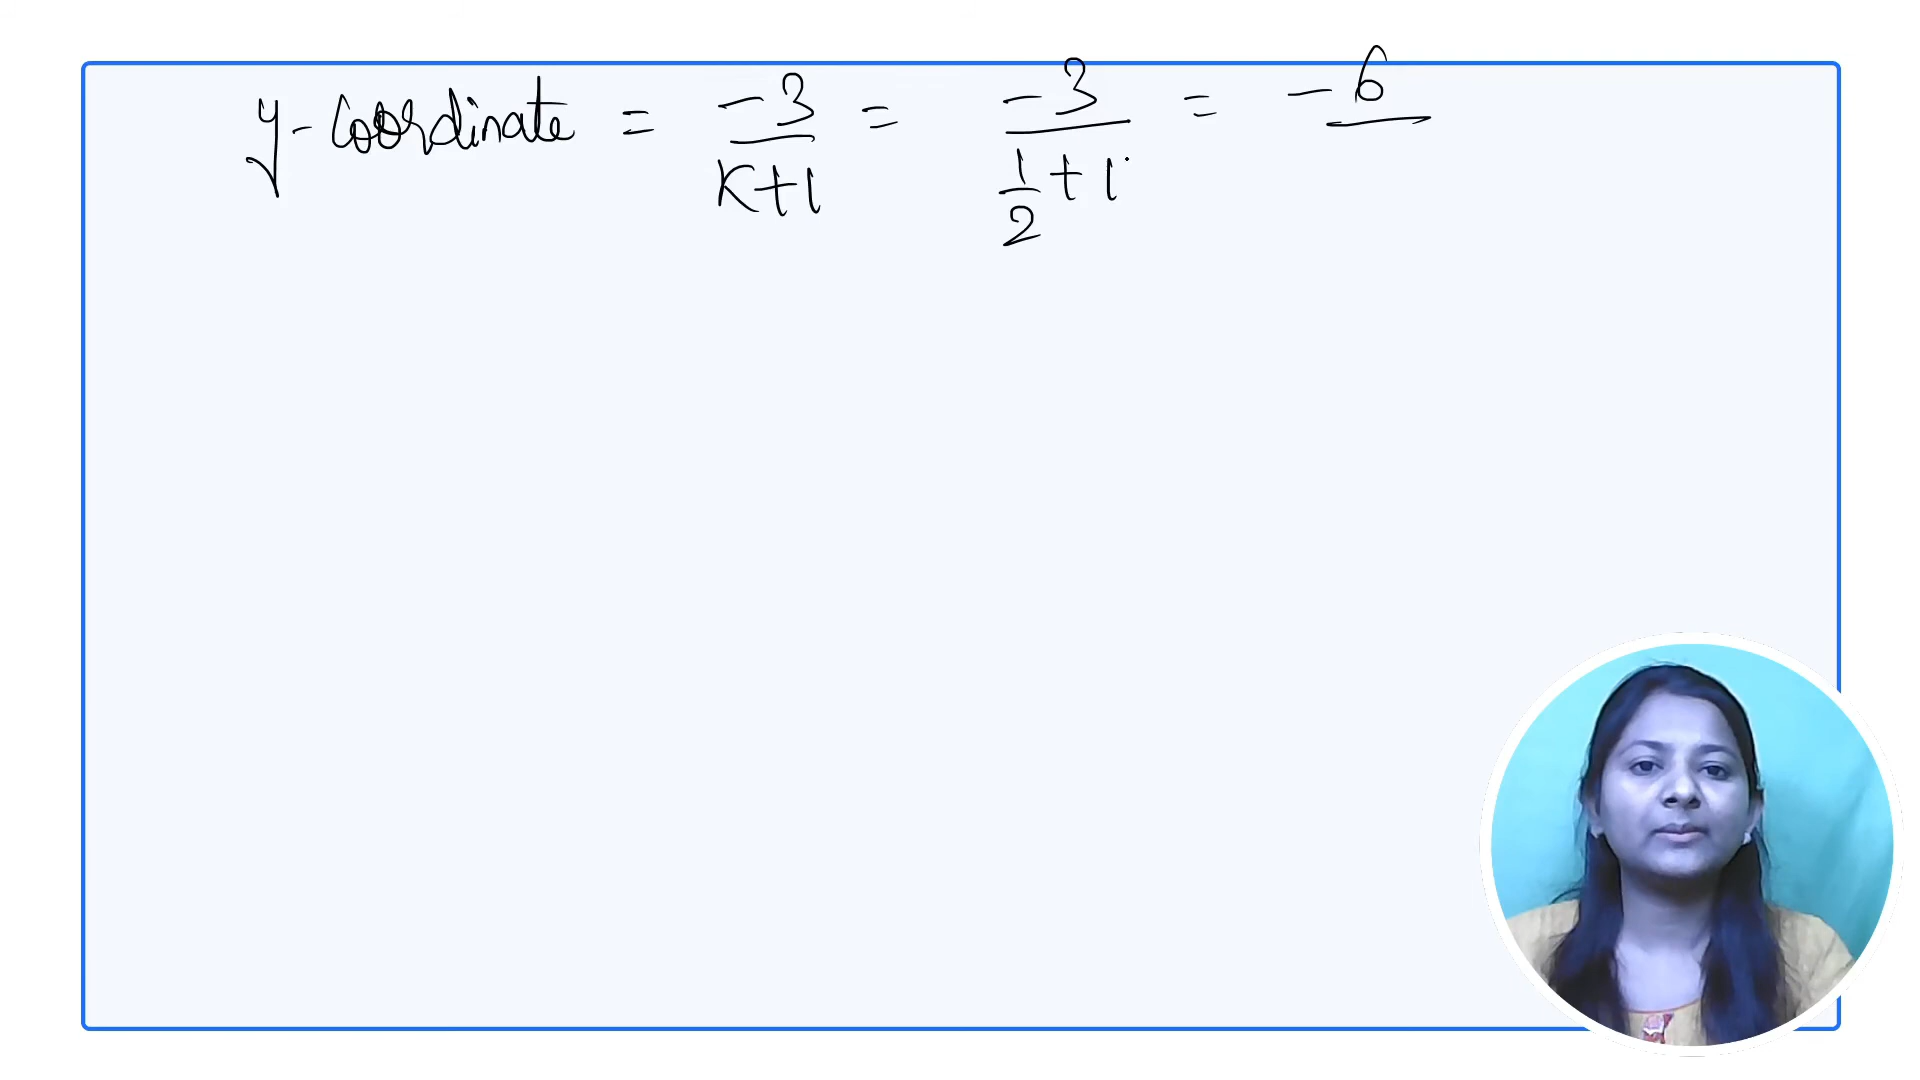 y-coordinate = -3/K+1 = -3/1/2+1 = -6/